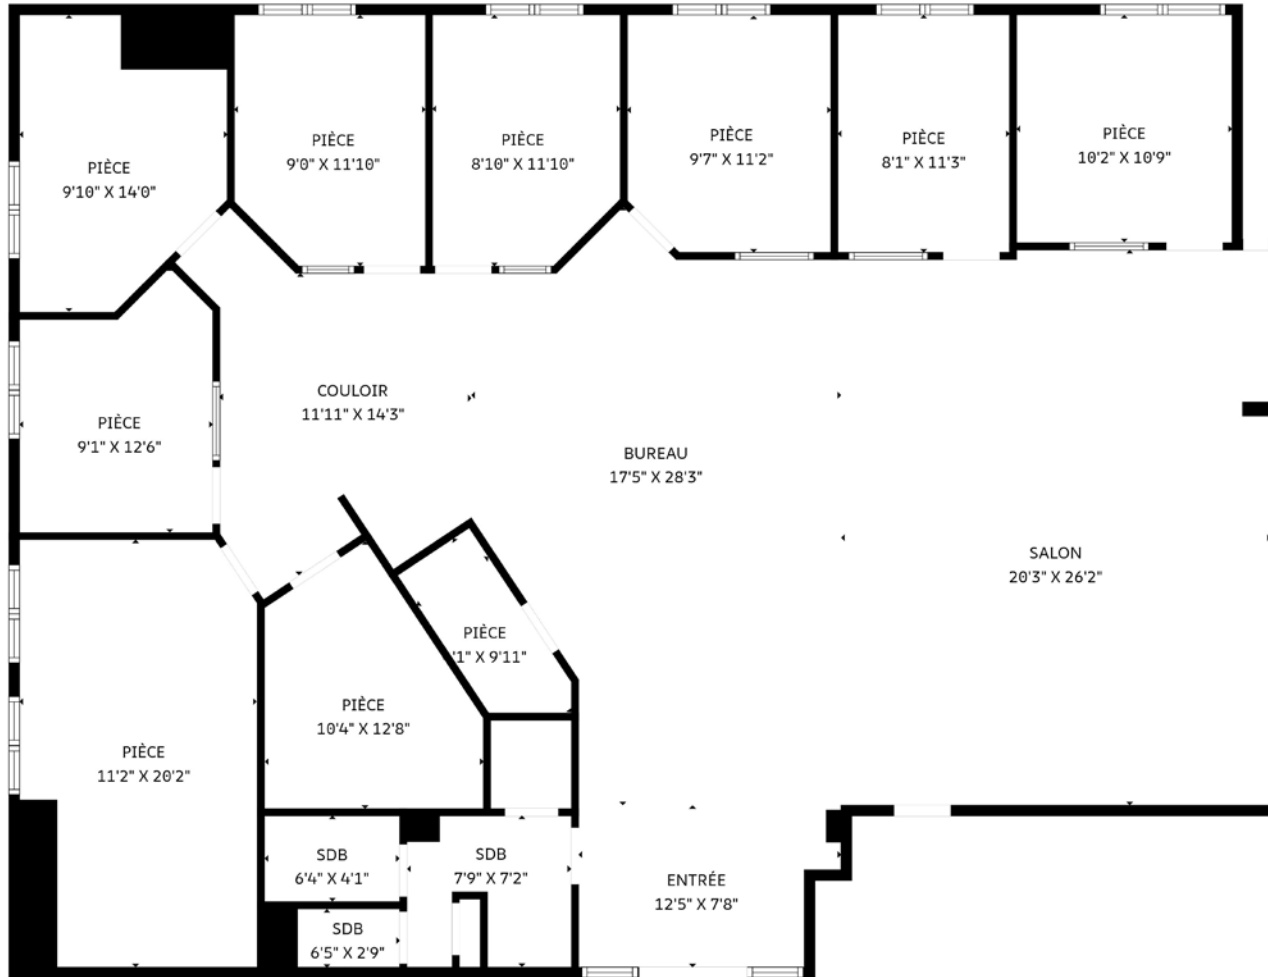 PIÈCE
9'10" X 14'0"
PIÈCE
9'0" X 11'10"
PIÈCE
8'10" X 11'10"
PIÈCE
9'7" X 11'2"
PIÈCE
8'1" X 11'3"
PIÈCE
10'2" X 10'9"
PIÈCE
9'1" X 12'6"
COULOIR
11'11" X 14'3"
BUREAU
17'5" X 28'3"
SALON
20'3" X 26'2"
PIÈCE
'1" X 9'11"
PIÈCE
10'4" X 12'8"
PIÈCE
11'2" X 20'2"
SDB
6'4" X 4'1"
SDB
7'9" X 7'2"
SDB
6'5" X 2'9"
ENTRÉE
12'5" X 7'8"